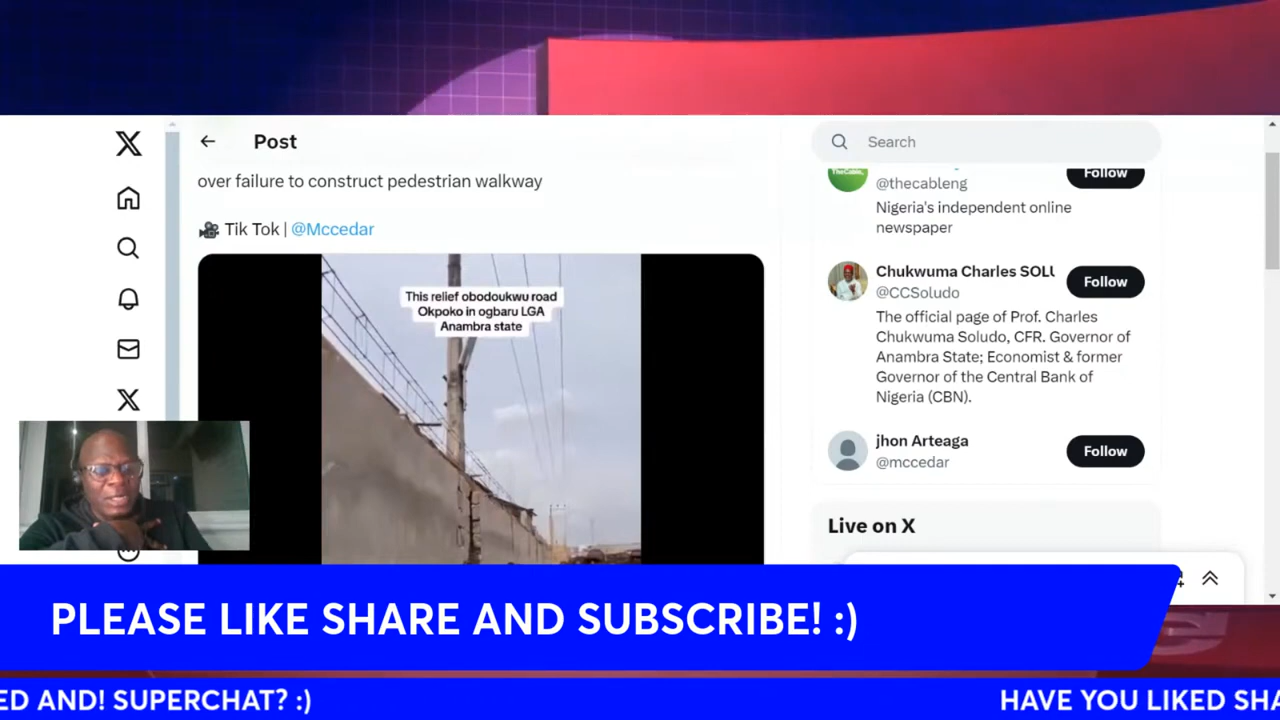 Post
over failure to construct pedestrian walkway
Tik Tok | @Mccedar
This relief obodoukwu road
Okpoko in ogbaru LGA
Anambra state
Search
TheCable.
@thecableng
Follow
Nigeria's independent online
newspaper
Chukwuma Charles SOLU
@CCSoludo
Follow
The official page of Prof. Charles
Chukwuma Soludo, CFR. Governor of
Anambra State; Economist & former
Governor of the Central Bank of
Nigeria (CBN).
jhon Arteaga
@mccedar
Follow
Live on X
PLEASE LIKE SHARE AND SUBSCRIBE! :)
ED AND! SUPERCHAT? :)
HAVE YOU LIKED SHA